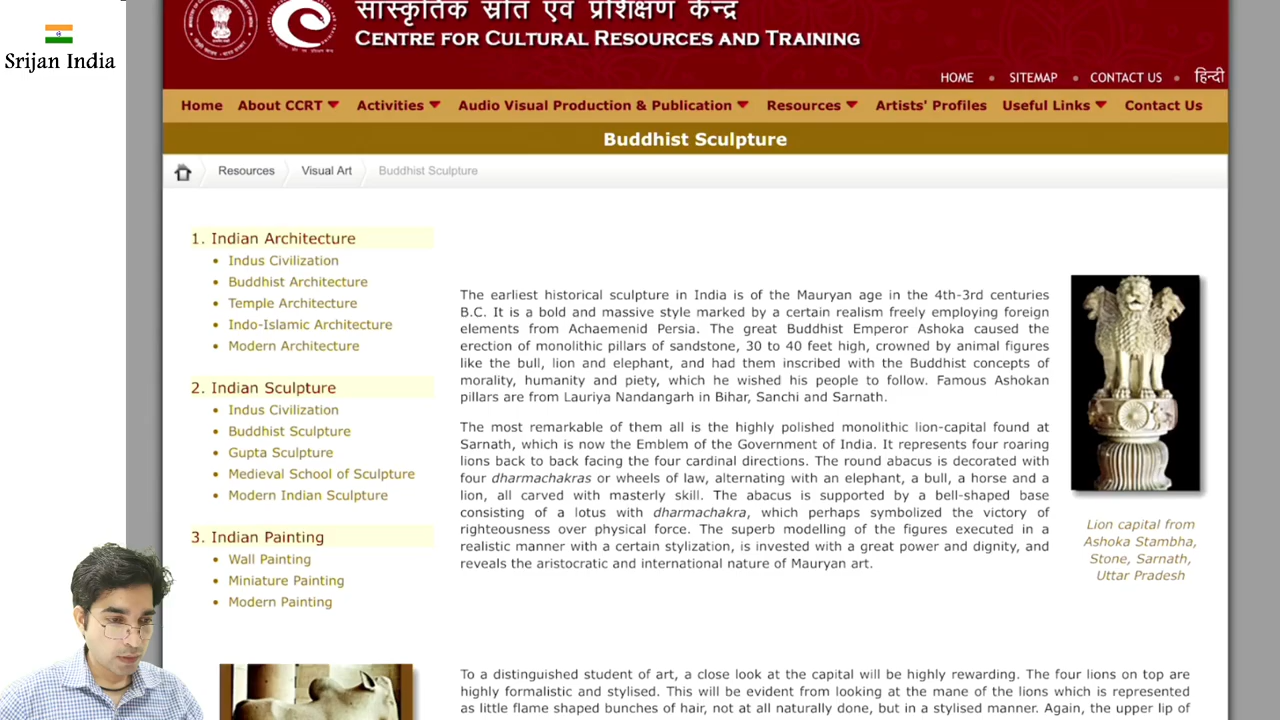 सांस्कृतिक स्रोत एवं प्रशिक्षण केन्द्र
Srijan India
CENTRE FOR CULTURAL RESOURCES AND TRAINING
HOME • SITEMAP • CONTACT US • हिन्दी
Home About CCRT Activities Audio Visual Production & Publication Resources Artists' Profiles Useful Links Contact Us
Buddhist Sculpture
Resources Visual Art Buddhist Sculpture
1. Indian Architecture
• Indus Civilization
• Buddhist Architecture
• Temple Architecture
• Indo-Islamic Architecture
• Modern Architecture
2. Indian Sculpture
• Indus Civilization
• Buddhist Sculpture
• Gupta Sculpture
• Medieval School of Sculpture
• Modern Indian Sculpture
3. Indian Painting
• Wall Painting
• Miniature Painting
• Modern Painting
The earliest historical sculpture in India is of the Mauryan age in the 4th-3rd centuries
B.C. It is a bold and massive style marked by a certain realism freely employing foreign
elements from Achaemenid Persia. The great Buddhist Emperor Ashoka caused the
erection of monolithic pillars of sandstone, 30 to 40 feet high, crowned by animal figures
like the bull, lion and elephant, and had them inscribed with the Buddhist concepts of
morality, humanity and piety, which he wished his people to follow. Famous Ashokan
pillars are from Lauriya Nandangarh in Bihar, Sanchi and Sarnath.
The most remarkable of them all is the highly polished monolithic lion-capital found at
Sarnath, which is now the Emblem of the Government of India. It represents four roaring
lions back to back facing the four cardinal directions. The round abacus is decorated with
four dharmachakras or wheels of law, alternating with an elephant, a bull, a horse and a
lion, all carved with masterly skill. The abacus is supported by a bell-shaped base
consisting of a lotus with dharmachakra, which perhaps symbolized the victory of
righteousness over physical force. The superb modelling of the figures executed in a
realistic manner with a certain stylization, is invested with a great power and dignity, and
reveals the aristocratic and international nature of Mauryan art.
Lion capital from
Ashoka Stambha,
Stone, Sarnath,
Uttar Pradesh
To a distinguished student of art, a close look at the capital will be highly rewarding. The four lions on top are
highly formalistic and stylised. This will be evident from looking at the mane of the lions which is represented
as little flame shaped bunches of hair, not at all naturally done, but in a stylised manner. Again, the upper lip of